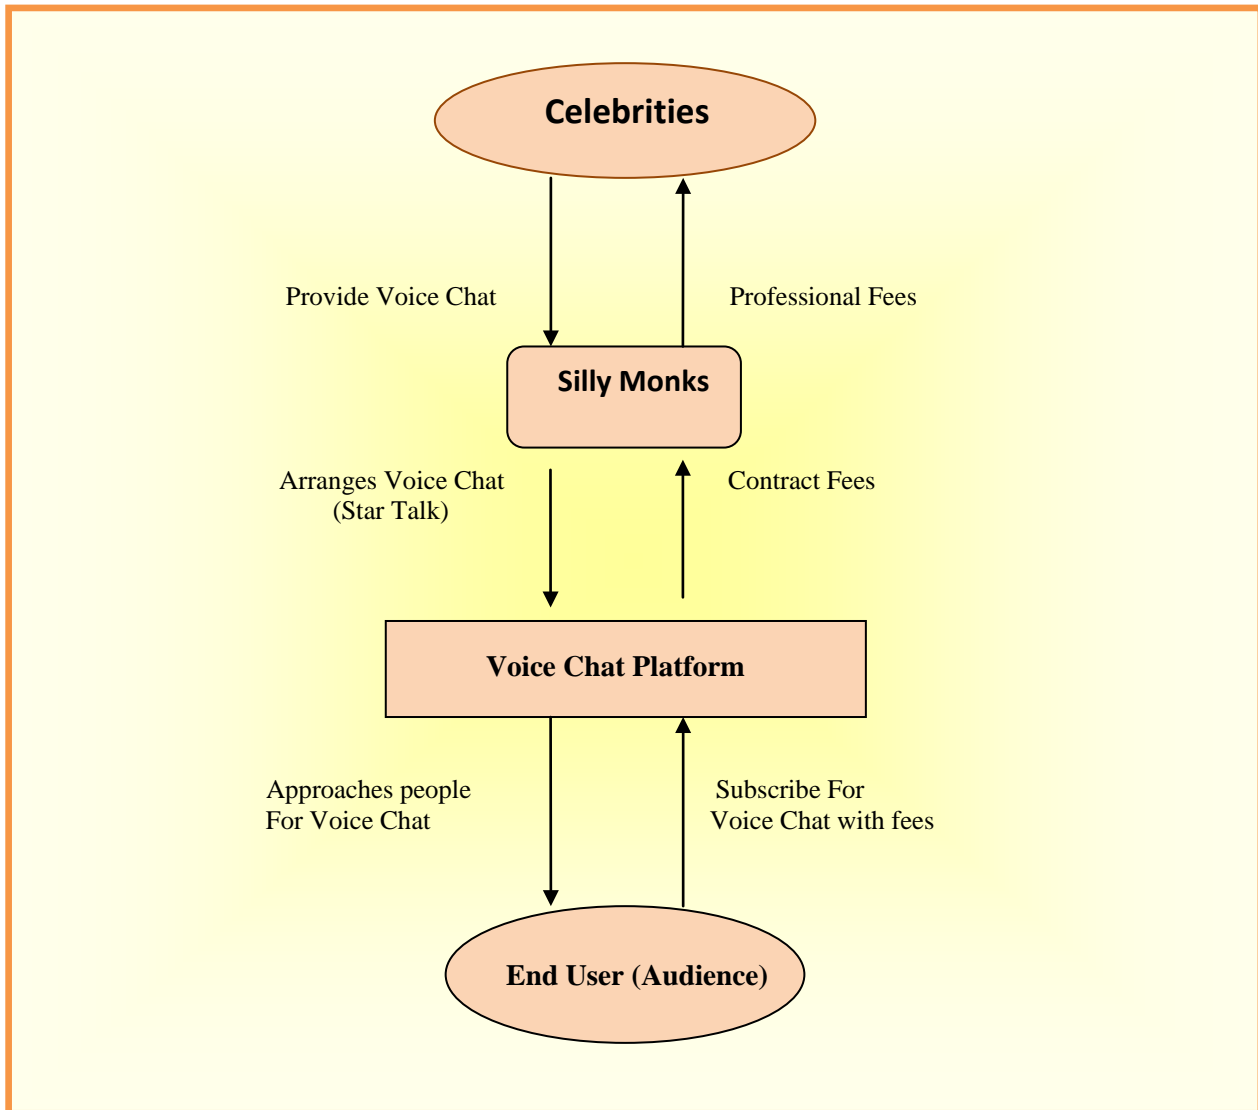 Celebrities
Provide Voice Chat
Professional Fees
Silly Monks
Arranges Voice Chat
(Star Talk)
Contract Fees
Voice Chat Platform
Approaches people
For Voice Chat
Subscribe For
Voice Chat with fees
End User (Audience)